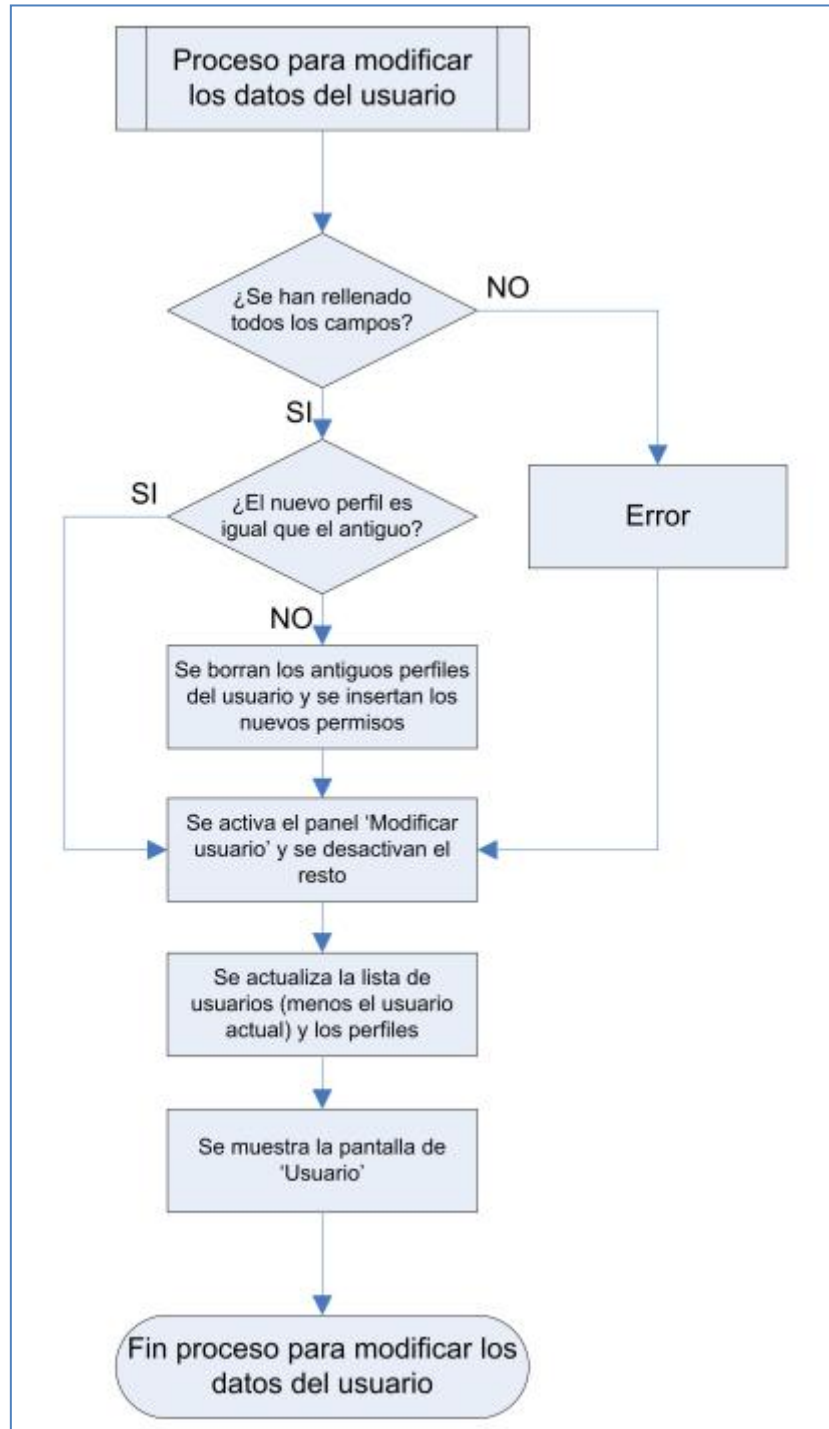 Proceso para modificar
los datos del usuario
¿Se han rellenado
todos los campos?
NO
SI
¿El nuevo perfil es
igual que el antiguo?
SI
Error
NO
Se borran los antiguos perfiles
del usuario y se insertan los
nuevos permisos
Se activa el panel ‘Modificar
usuario’ y se desactivan el
resto
Se actualiza la lista de
usuarios (menos el usuario
actual) y los perfiles
Se muestra la pantalla de
‘Usuario’
Fin proceso para modificar los
datos del usuario